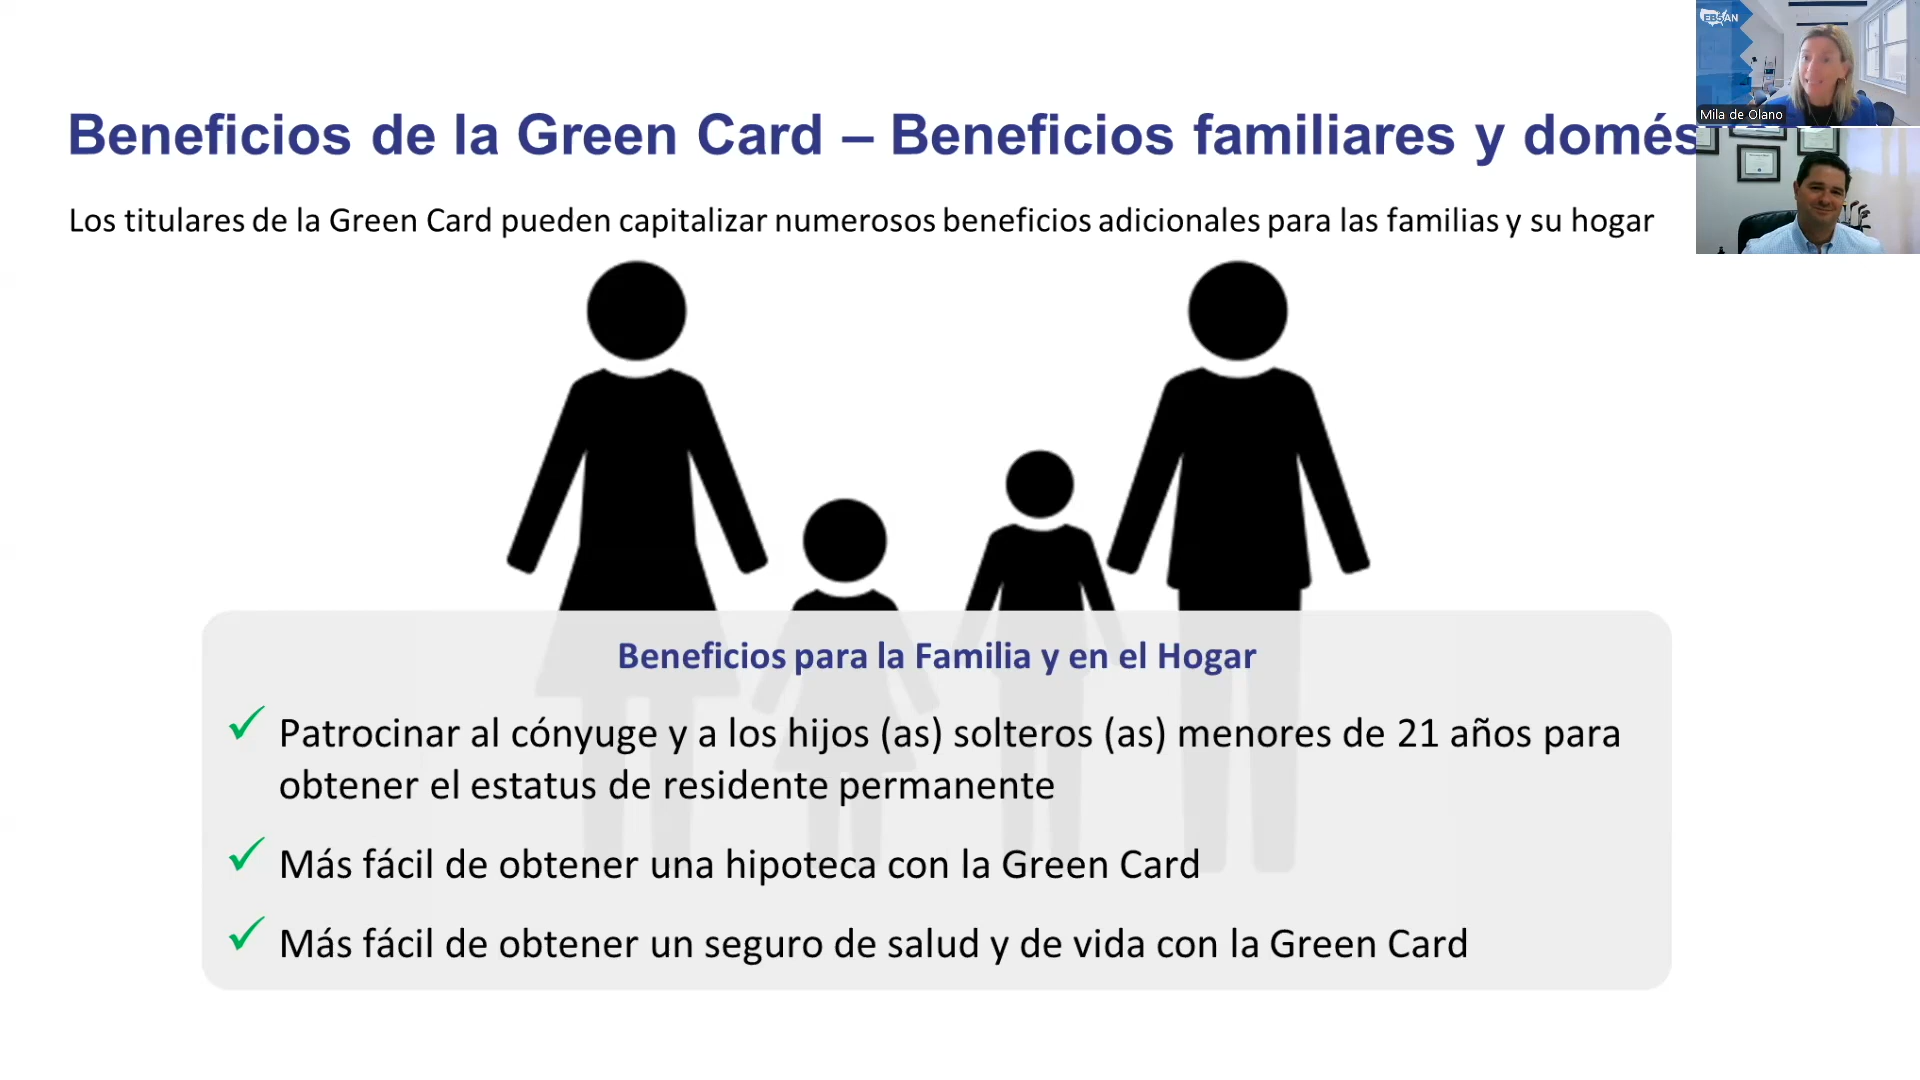 Beneficios de la Green Card – Beneficios familiares y domés
Los titulares de la Green Card pueden capitalizar numerosos beneficios adicionales para las familias y su hogar
Mila de Olano
Beneficios para la Familia y en el Hogar
Patrocinar al cónyuge y a los hijos (as) solteros (as) menores de 21 años para
obtener el estatus de residente permanente
Más fácil de obtener una hipoteca con la Green Card
Más fácil de obtener un seguro de salud y de vida con la Green Card